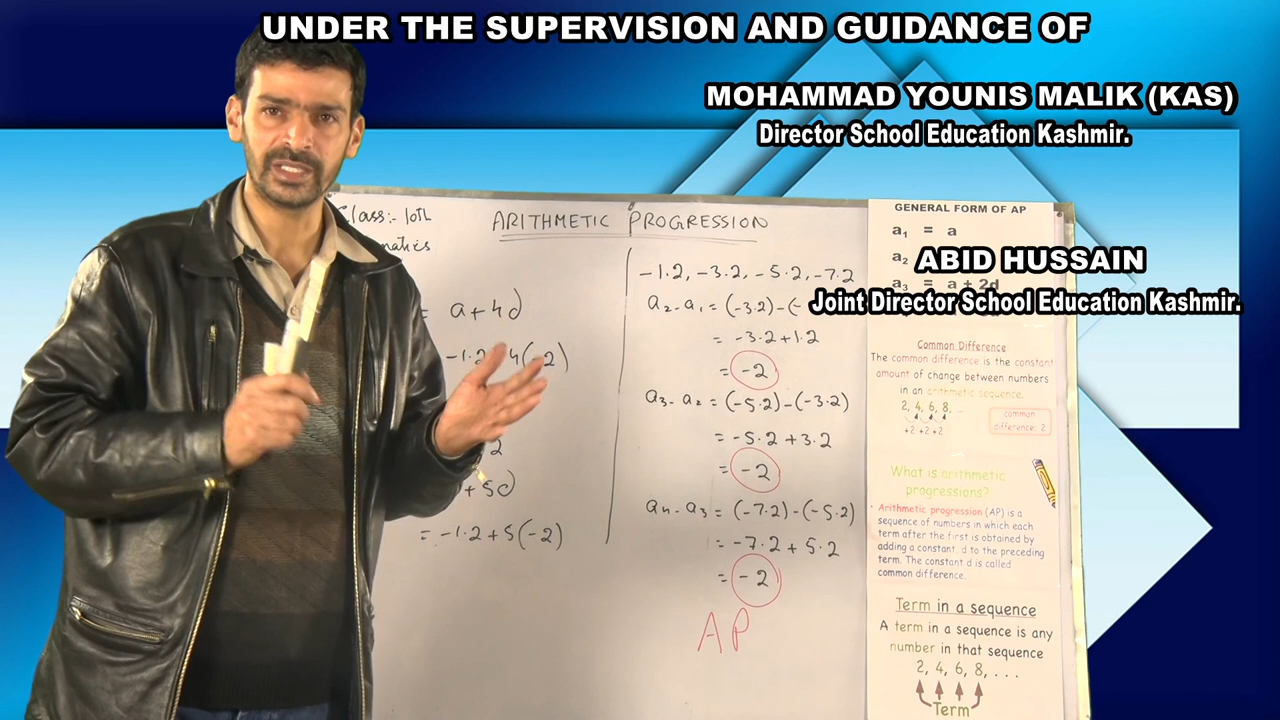 UNDER THE SUPERVISION AND GUIDANCE OF
MOHAMMAD YOUNIS MALIK (KAS)
Director School Education Kashmir.
ABID HUSSAIN
Joint Director School Education Kashmir.
Class:- 10th
ARITHMETIC PROGRESSION
= a + 4d
-1.2 4( 2)
2
+ 5d
= -1.2 + 5(-2)
-1.2, -3.2, -5.2, -7.2
a2 - a1 = (-3.2) - (-
= -3.2 + 1.2
= -2
a3 - a2 = (-5.2) - (-3.2)
= -5.2 + 3.2
= -2
a4 - a3 = (-7.2) - (-5.2)
= -7.2 + 5.2
= -2
AP
GENERAL FORM OF AP
a1 = a
a2
a3 = a + 2d
Common Difference
The common difference is the constant
amount of change between numbers
in an arithmetic sequence.
2, 4, 6, 8, ..
+2 +2 +2
common
difference: 2
What is arithmetic
progressions?
Arithmetic progression (AP) is a
sequence of numbers in which each
term after the first is obtained by
adding a constant, d to the preceding
term. The constant d is called
common difference.
Term in a sequence
A term in a sequence is any
number in that sequence
2, 4, 6, 8, . . .
Term